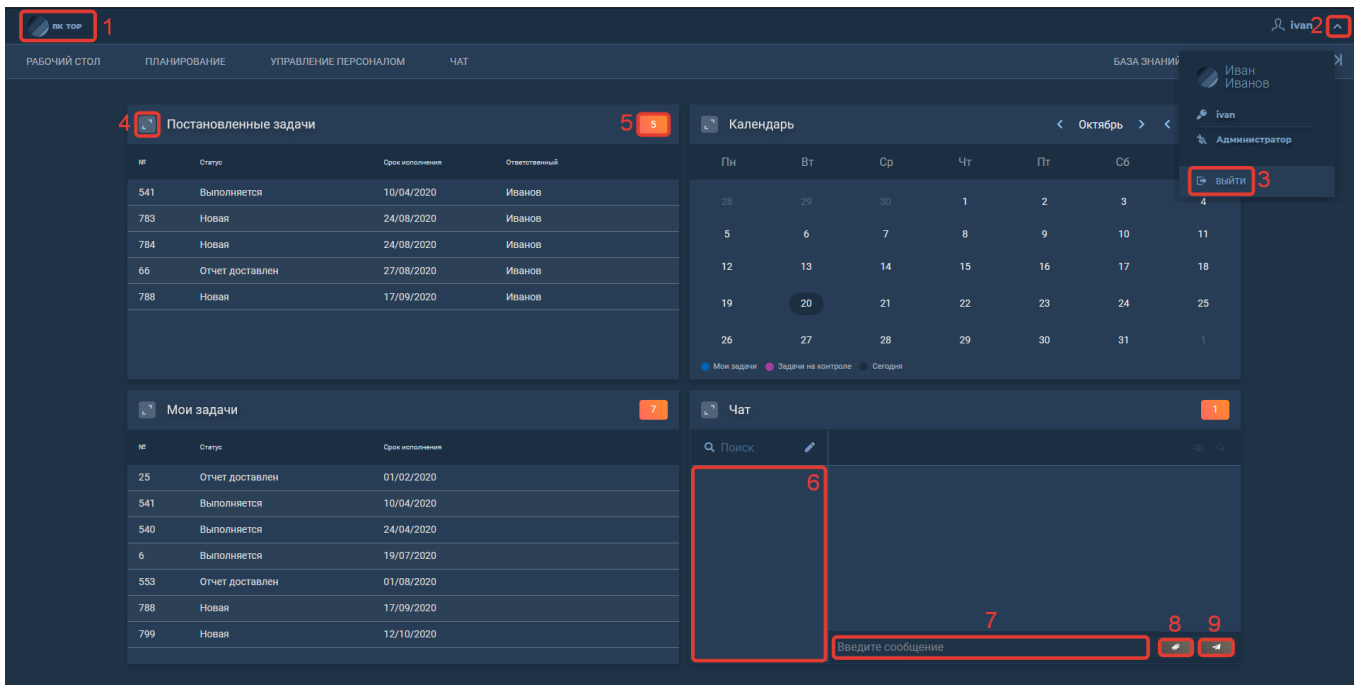 ПК ТОР 1
ivan 2
РАБОЧИЙ СТОЛ ПЛАНИРОВАНИЕ УПРАВЛЕНИЕ ПЕРСОНАЛОМ ЧАТ БАЗА ЗНАНИЙ
Иван
Иванов
ivan
Администратор
ВЫЙТИ 3
4 Постановленные задачи 5 5
№ Статус Срок исполнения Ответственный
541 Выполняется 10/04/2020 Иванов
783 Новая 24/08/2020 Иванов
784 Новая 24/08/2020 Иванов
66 Отчет доставлен 27/08/2020 Иванов
788 Новая 17/09/2020 Иванов
Календарь Октябрь
Пн Вт Ср Чт Пт Сб
28 29 30 1 2 3 4
5 6 7 8 9 10 11
12 13 14 15 16 17 18
19 20 21 22 23 24 25
26 27 28 29 30 31 1
Мои задачи Задачи на контроле Сегодня
Мои задачи 7
№ Статус Срок исполнения
25 Отчет доставлен 01/02/2020
541 Выполняется 10/04/2020
540 Выполняется 24/04/2020
6 Выполняется 19/07/2020
553 Отчет доставлен 01/08/2020
788 Новая 17/09/2020
799 Новая 12/10/2020
Чат 1
Поиск
6
7 8 9
Введите сообщение